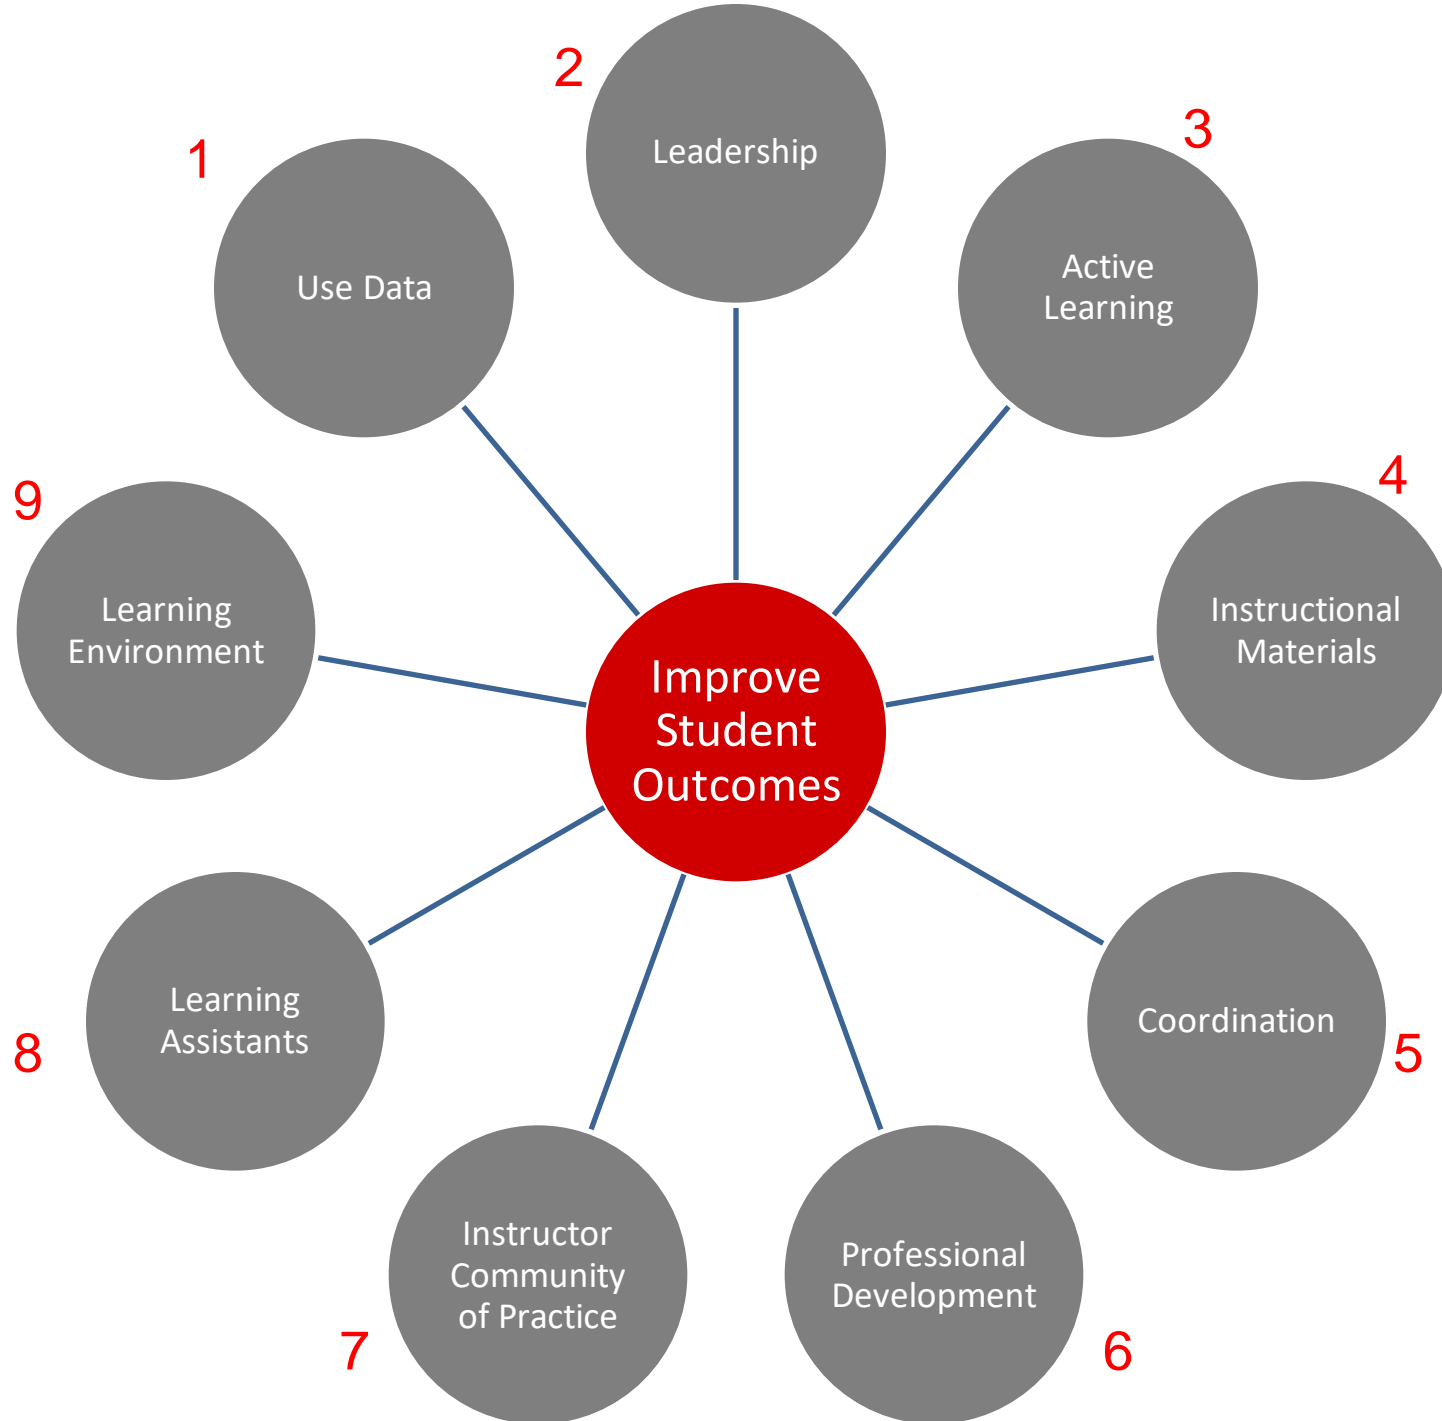 1
Use Data
2
Leadership
3
Active
Learning
4
Instructional
Materials
5
Coordination
6
Professional
Development
7
Instructor
Community
of Practice
8
Learning
Assistants
9
Learning
Environment
Improve
Student
Outcomes